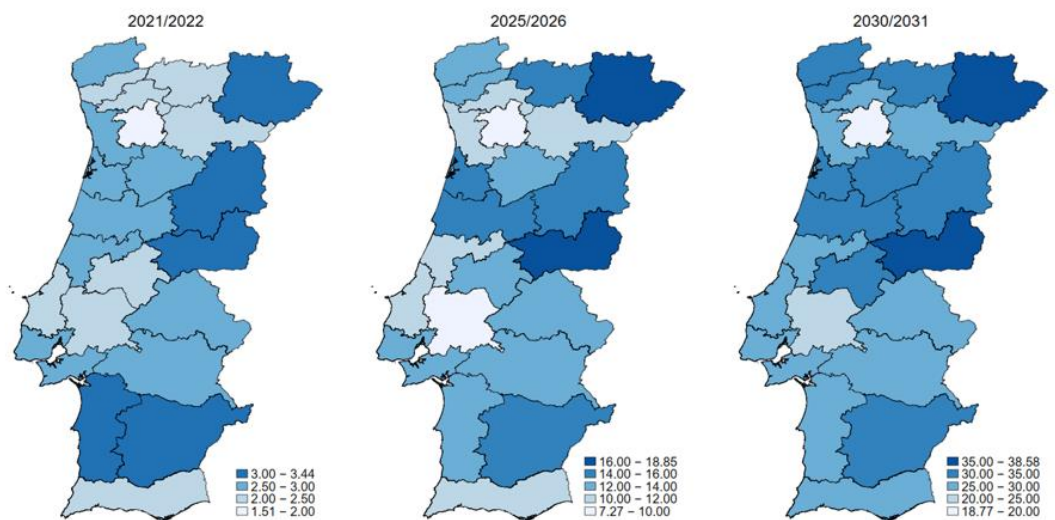 2021/2022
2025/2026
2030/2031
3.00 – 3.44
2.50 – 3.00
2.00 – 2.50
1.51 – 2.00
16.00 – 18.85
14.00 – 16.00
12.00 – 14.00
10.00 – 12.00
7.27 – 10.00
35.00 – 38.58
30.00 – 35.00
25.00 – 30.00
20.00 – 25.00
18.77 – 20.00